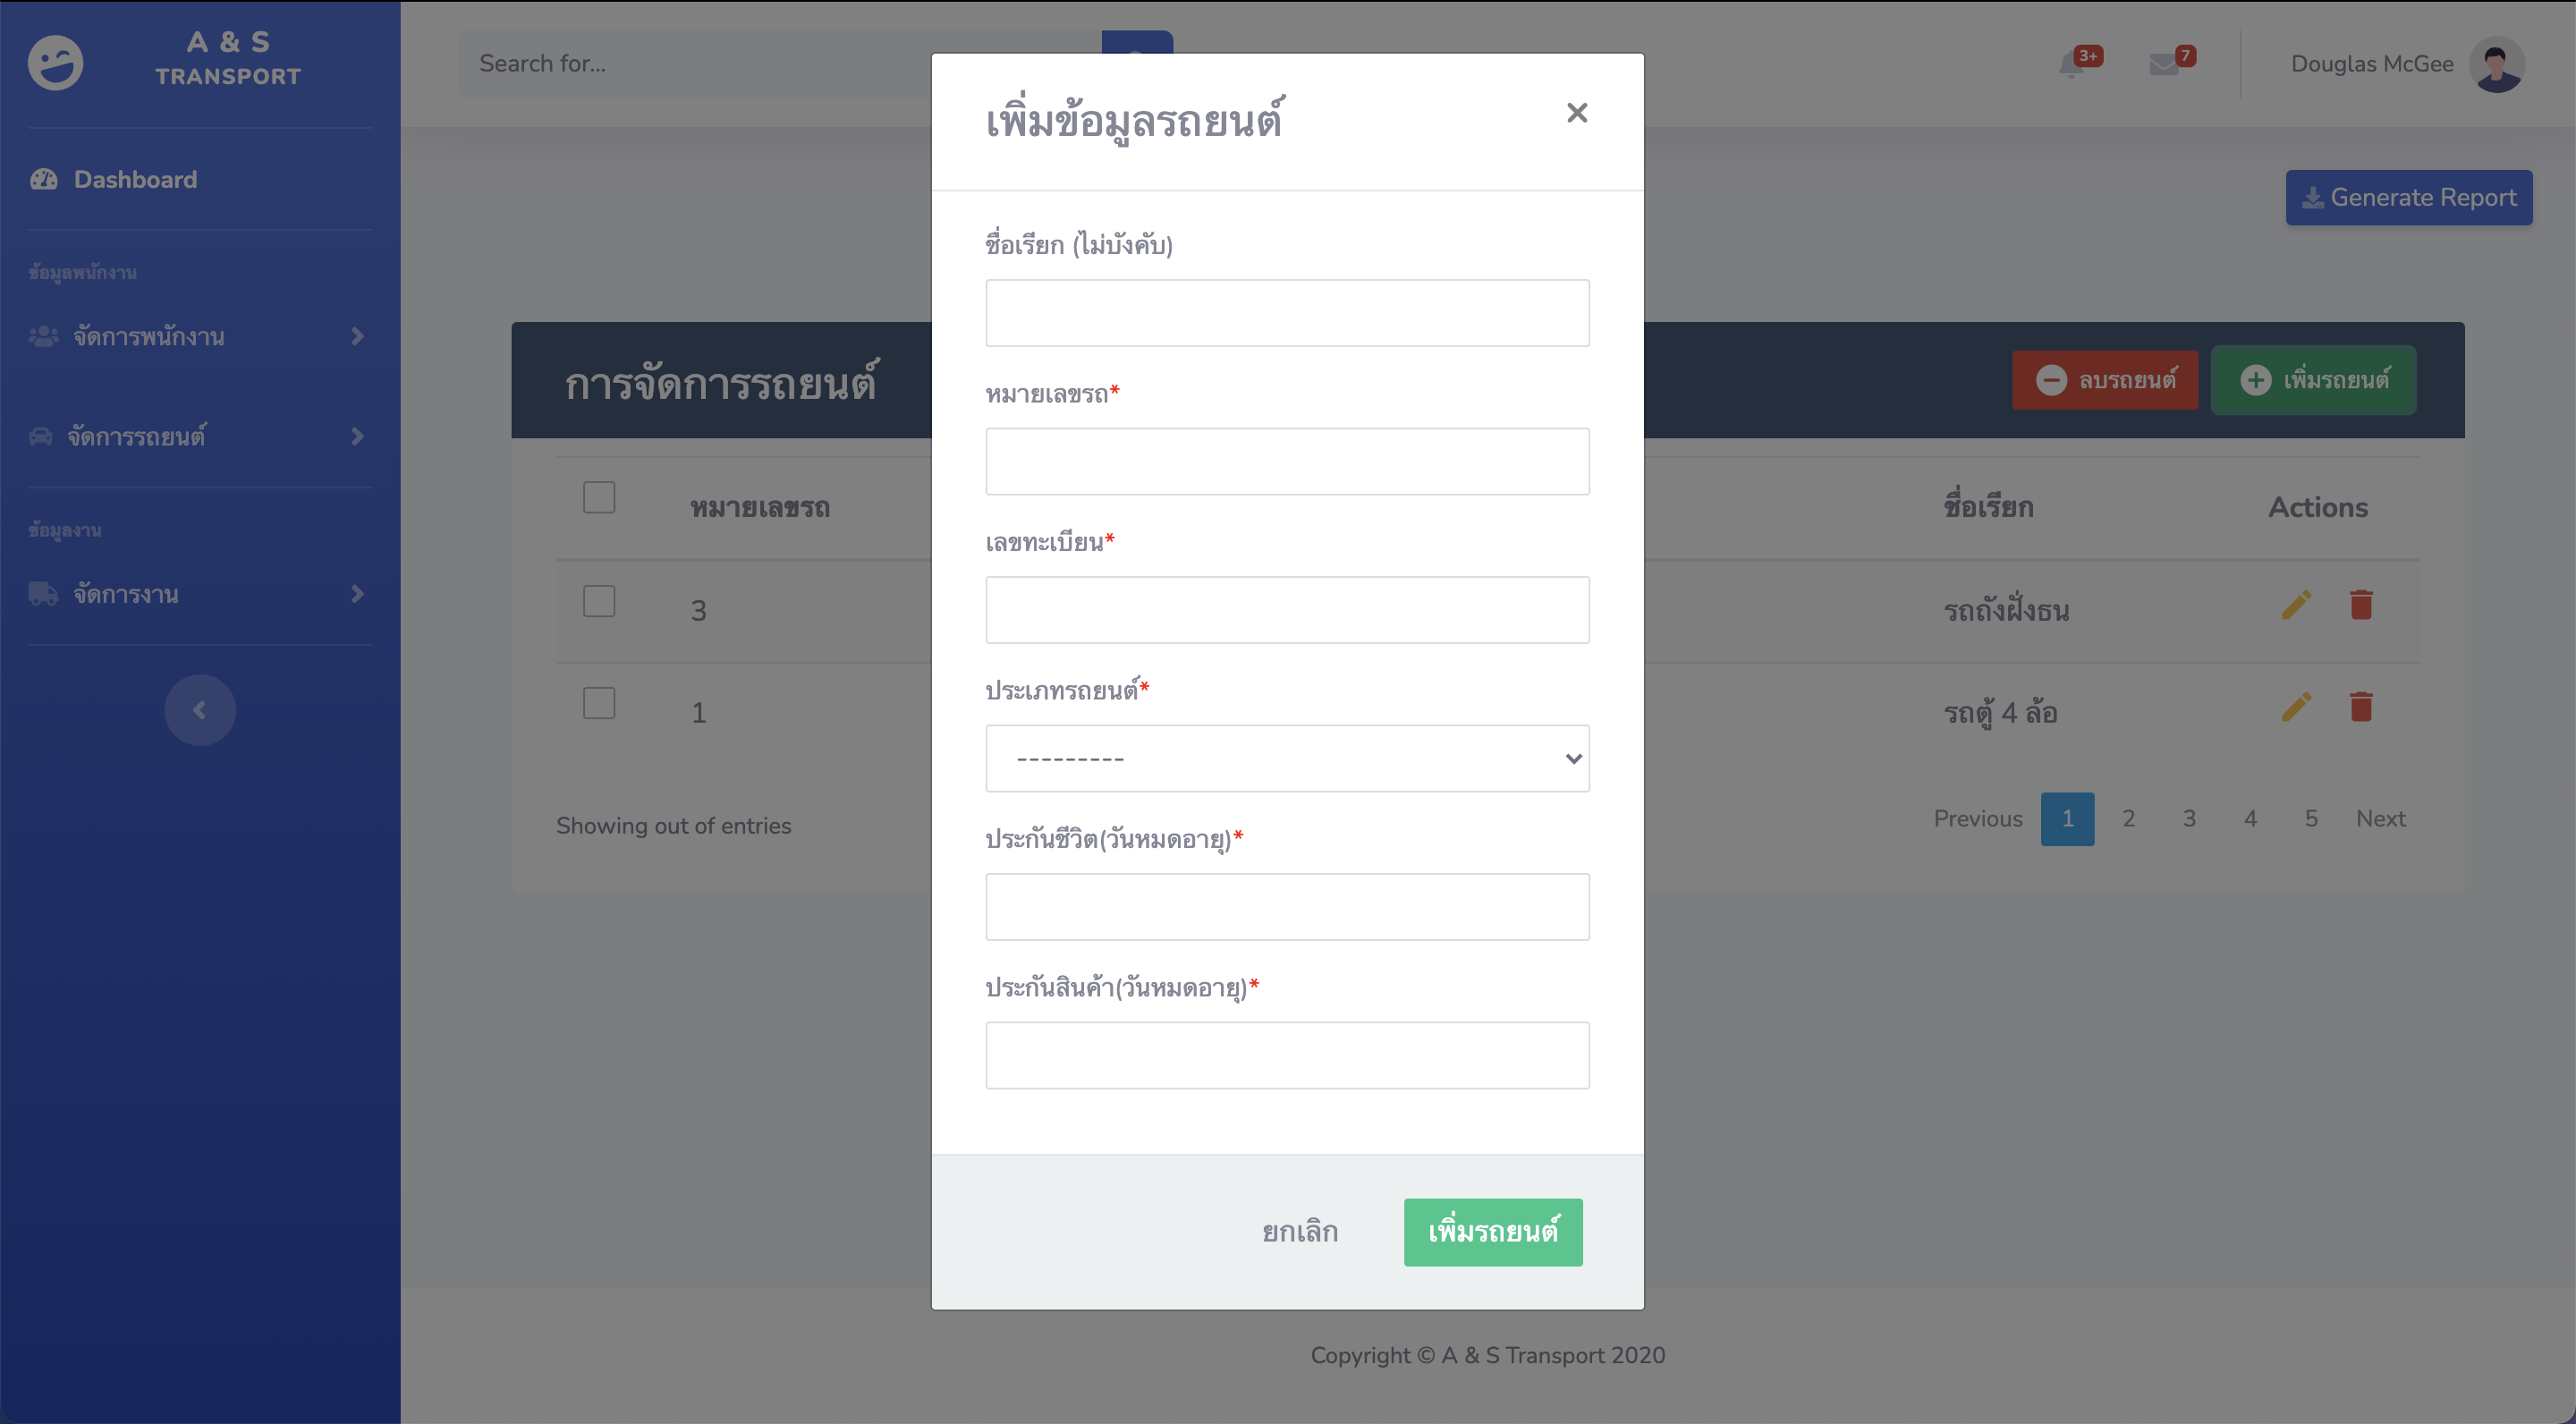 A & S
TRANSPORT
Dashboard
ข้อมูลพนักงาน
จัดการพนักงาน
จัดการรถยนต์
ข้อมูลงาน
จัดการงาน
Search for...
3+
7
Douglas McGee
Generate Report
การจัดการรถยนต์
ลบรถยนต์
เพิ่มรถยนต์
หมายเลขรถ
ชื่อเรียก
Actions
3
รถถังฝั่งธน
1
รถตู้ 4 ล้อ
Showing out of entries
Previous 1 2 3 4 5 Next
เพิ่มข้อมูลรถยนต์
×
ชื่อเรียก (ไม่บังคับ)
หมายเลขรถ*
เลขทะเบียน*
ประเภทรถยนต์*
---------
ประกันชีวิต(วันหมดอายุ)*
ประกันสินค้า(วันหมดอายุ)*
ยกเลิก
เพิ่มรถยนต์
Copyright © A & S Transport 2020